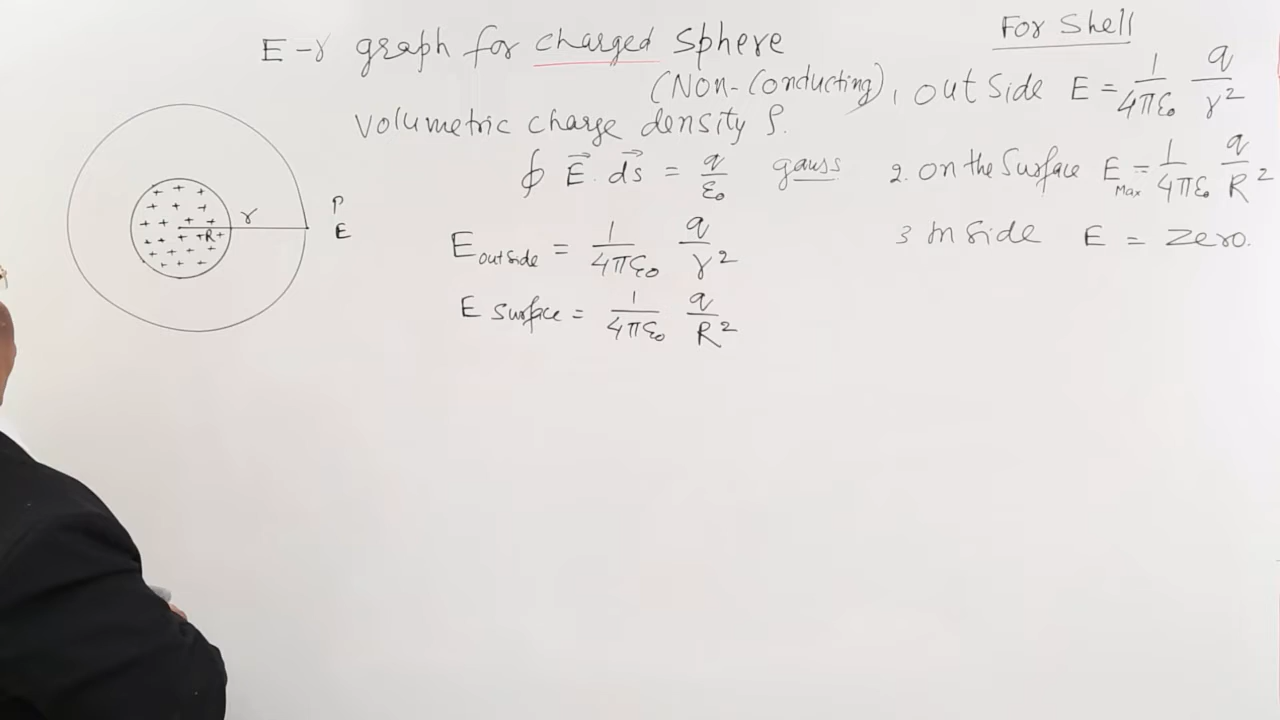 E-r graph for charged sphere
(Non-Conducting),
Volumetric charge density ρ.
∮ E⃗. ds⃗ = q/ε₀ gauss
E outside = 1/4πε₀ q/r²
E surface = 1/4πε₀ q/R²
For Shell
1 out side E = 1/4πε₀ q/r²
2. on the Surface E Max = 1/4πε₀ q/R²
3 In side E = Zero.
+ + +
+ + +
+ + + + +
+ + +R+
+ + + +
+ + +
r
P
E